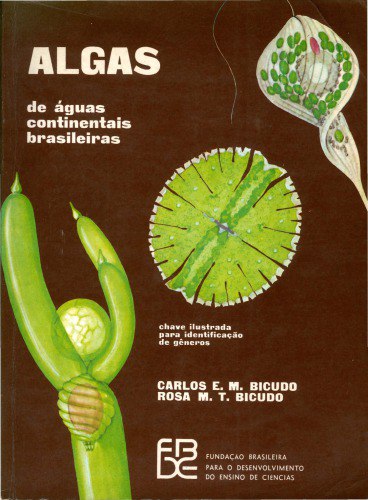 ALGAS
de águas
continentais
brasileiras
chave ilustrada
para identificação
de gêneros
CARLOS E. M. BICUDO
ROSA M. T. BICUDO
FBDC
FUNDAÇÃO BRASILEIRA
PARA O DESENVOLVIMENTO
DO ENSINO DE CIÊNCIAS